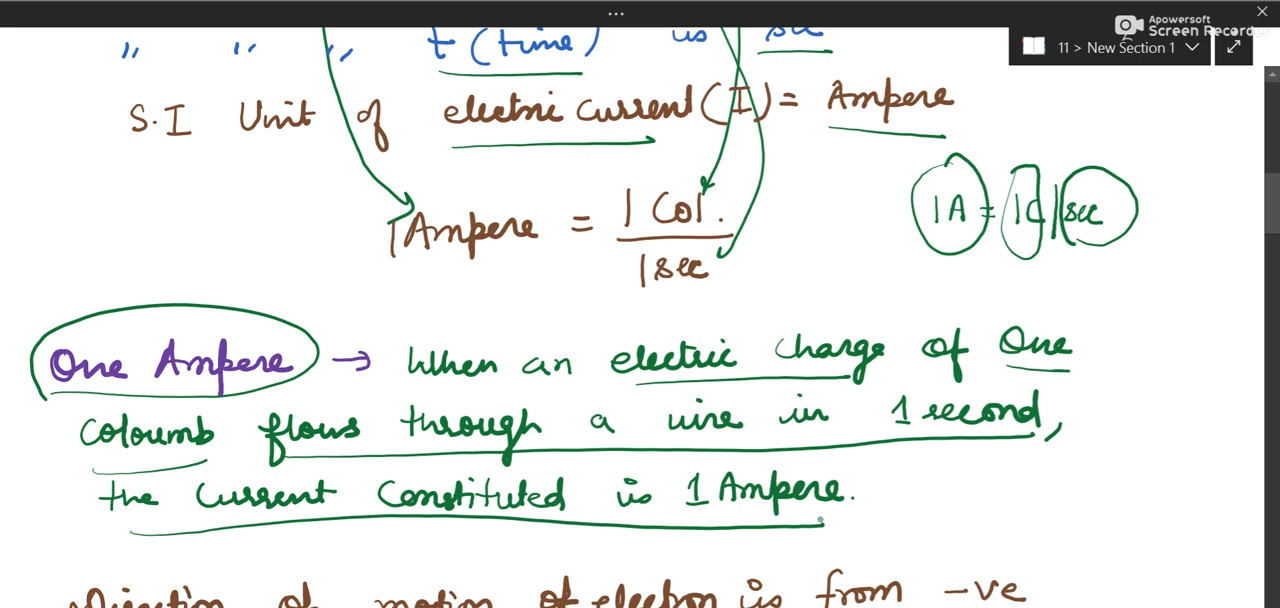 ...
Apowersoft
Screen Recorder
11 > New Section 1
" " " t (time) is sec
S.I Unit of electric current (I) = Ampere
1 Ampere = 1 Col. / 1 sec
1A = 1C | sec
One Ampere → When an electric charge of One
Coloumb flows through a wire in 1 second,
the current constituted is 1 Ampere.
Direction of motion of electron is from -ve